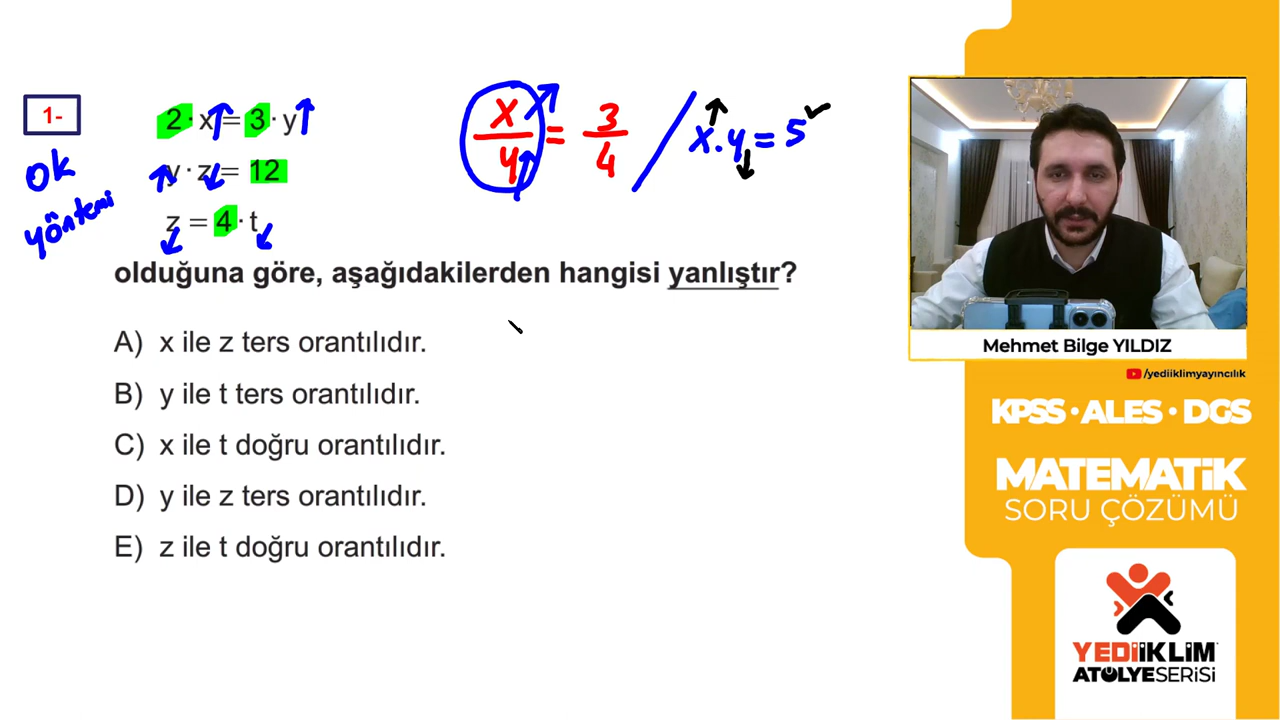 1-
2 · x = 3 · y
y · z = 12
z = 4 · t
ok
yöntemi
x/y = 3/4 / x.y = 5
olduğuna göre, aşağıdakilerden hangisi yanlıştır?
A) x ile z ters orantılıdır.
B) y ile t ters orantılıdır.
C) x ile t doğru orantılıdır.
D) y ile z ters orantılıdır.
E) z ile t doğru orantılıdır.
Mehmet Bilge YILDIZ
/yediiklimyayıncılık
KPSS • ALES • DGS
MATEMATİK
SORU ÇÖZÜMÜ
YEDİİKLİM
ATÖLYESERİSİ